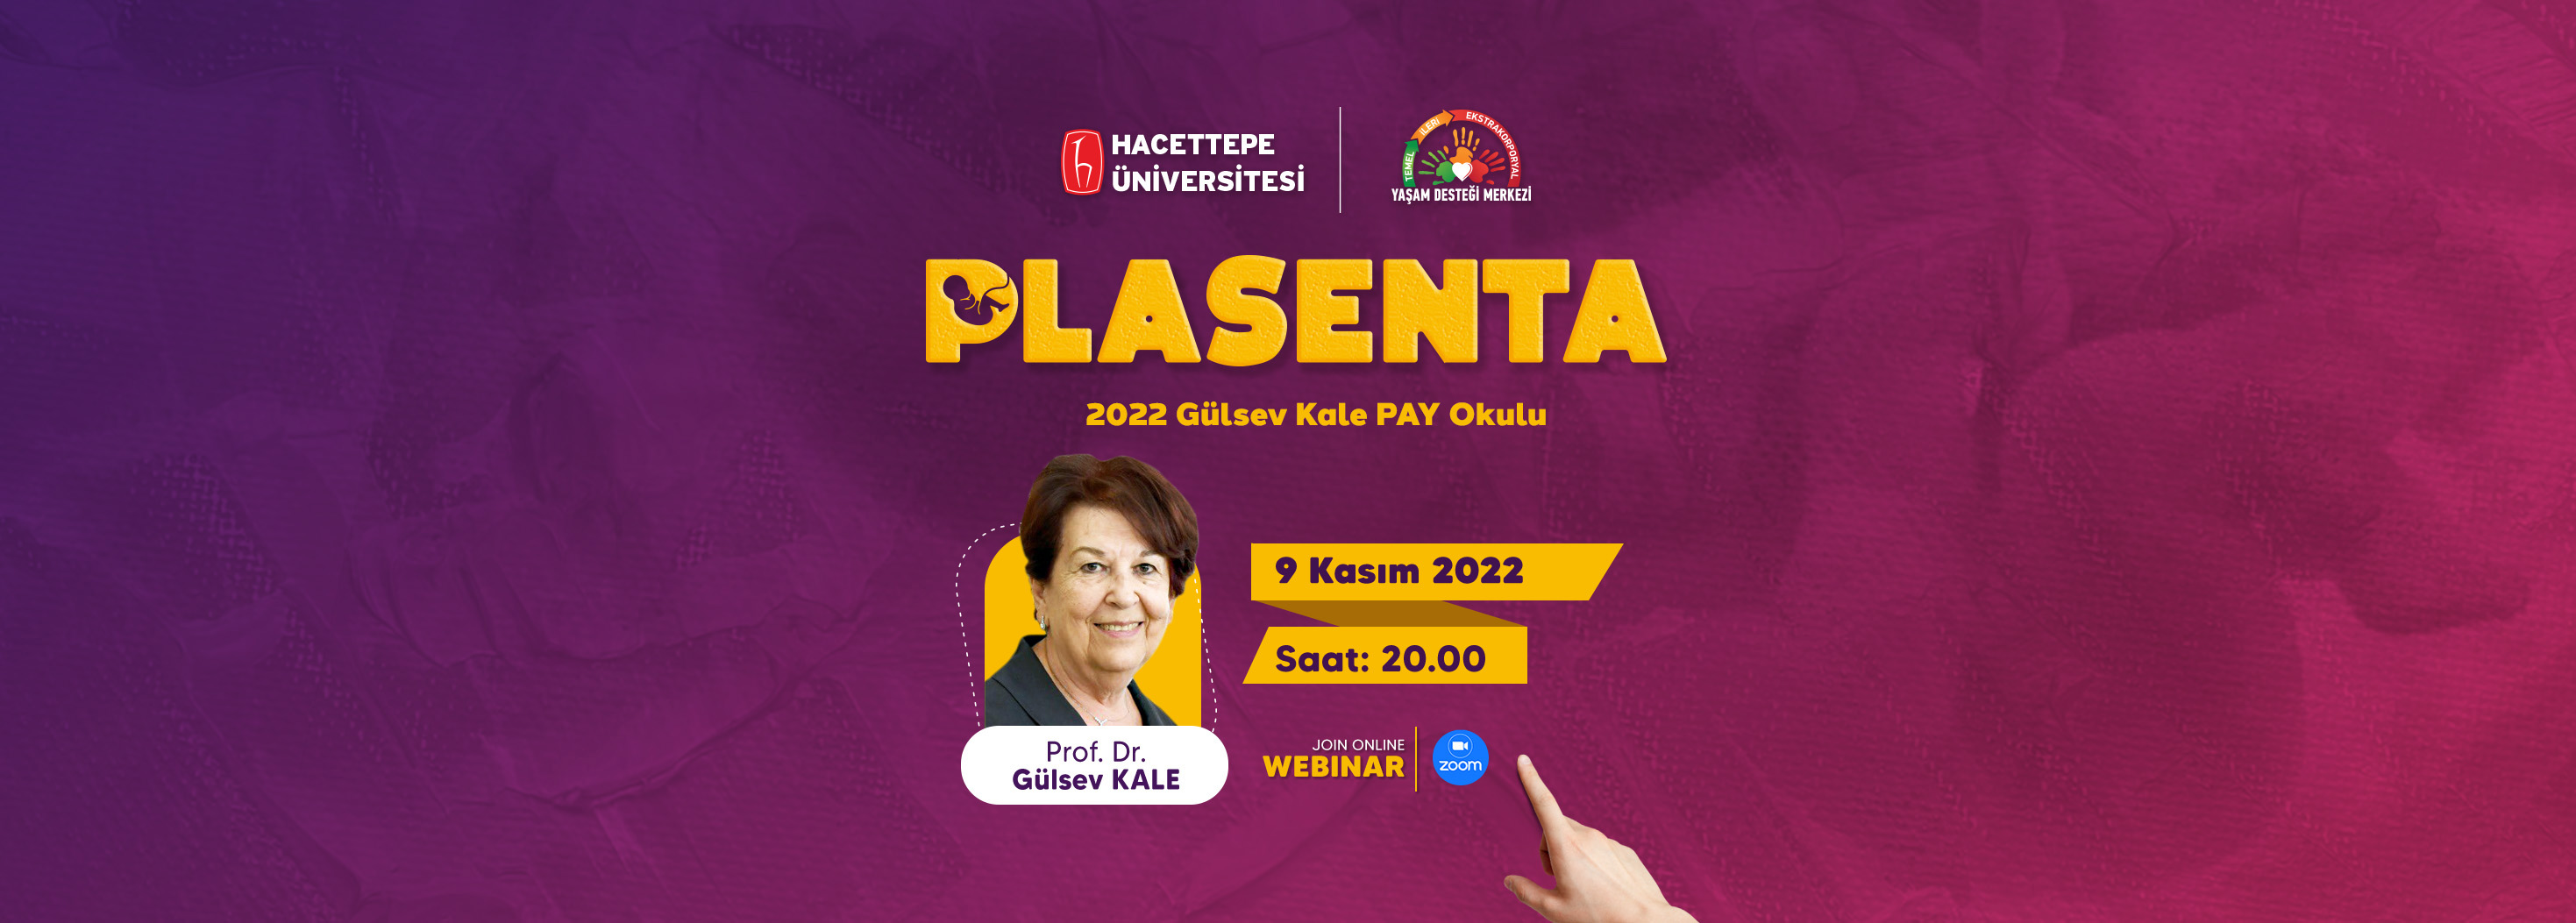 HACETTEPE
ÜNİVERSİTESİ
TEMEL İLERİ EKSTRAKORPORYAL
YAŞAM DESTEĞİ MERKEZİ
PLASENTA
2022 Gülsev Kale PAY Okulu
9 Kasım 2022
Saat: 20.00
Prof. Dr.
Gülsev KALE
JOIN ONLINE
WEBINAR
zoom